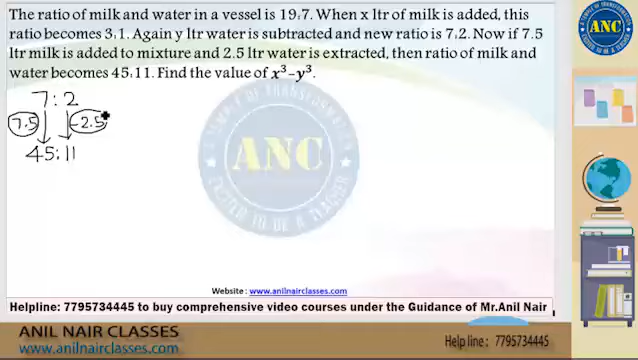 The ratio of milk and water in a vessel is 19:7. When x ltr of milk is added, this
ratio becomes 3:1. Again y ltr water is subtracted and new ratio is 7:2. Now if 7.5
ltr milk is added to mixture and 2.5 ltr water is extracted, then ratio of milk and
water becomes 45:11. Find the value of x³–y³.
7:2
7.5 -2.5
45:11
ANC
ANC
Website : www.anilnairclasses.com
Helpline: 7795734445 to buy comprehensive video courses under the Guidance of Mr.Anil Nair
ANIL NAIR CLASSES
www.anilnairclasses.com
Help line : 7795734445